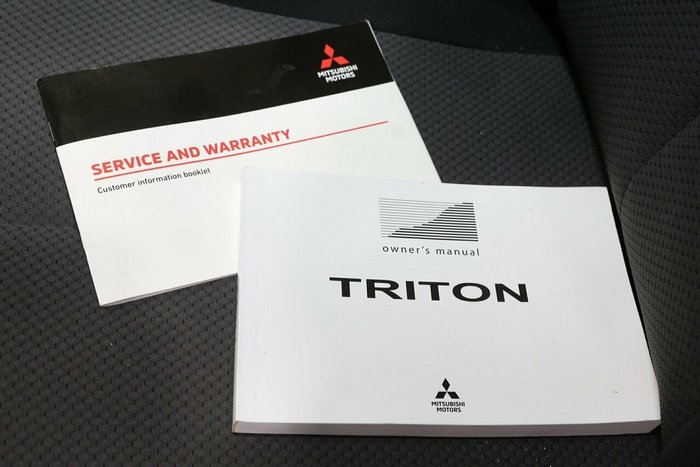 MITSUBISHI
MOTORS
SERVICE AND WARRANTY
Customer information booklet
owner's manual
TRITON
MITSUBISHI
MOTORS